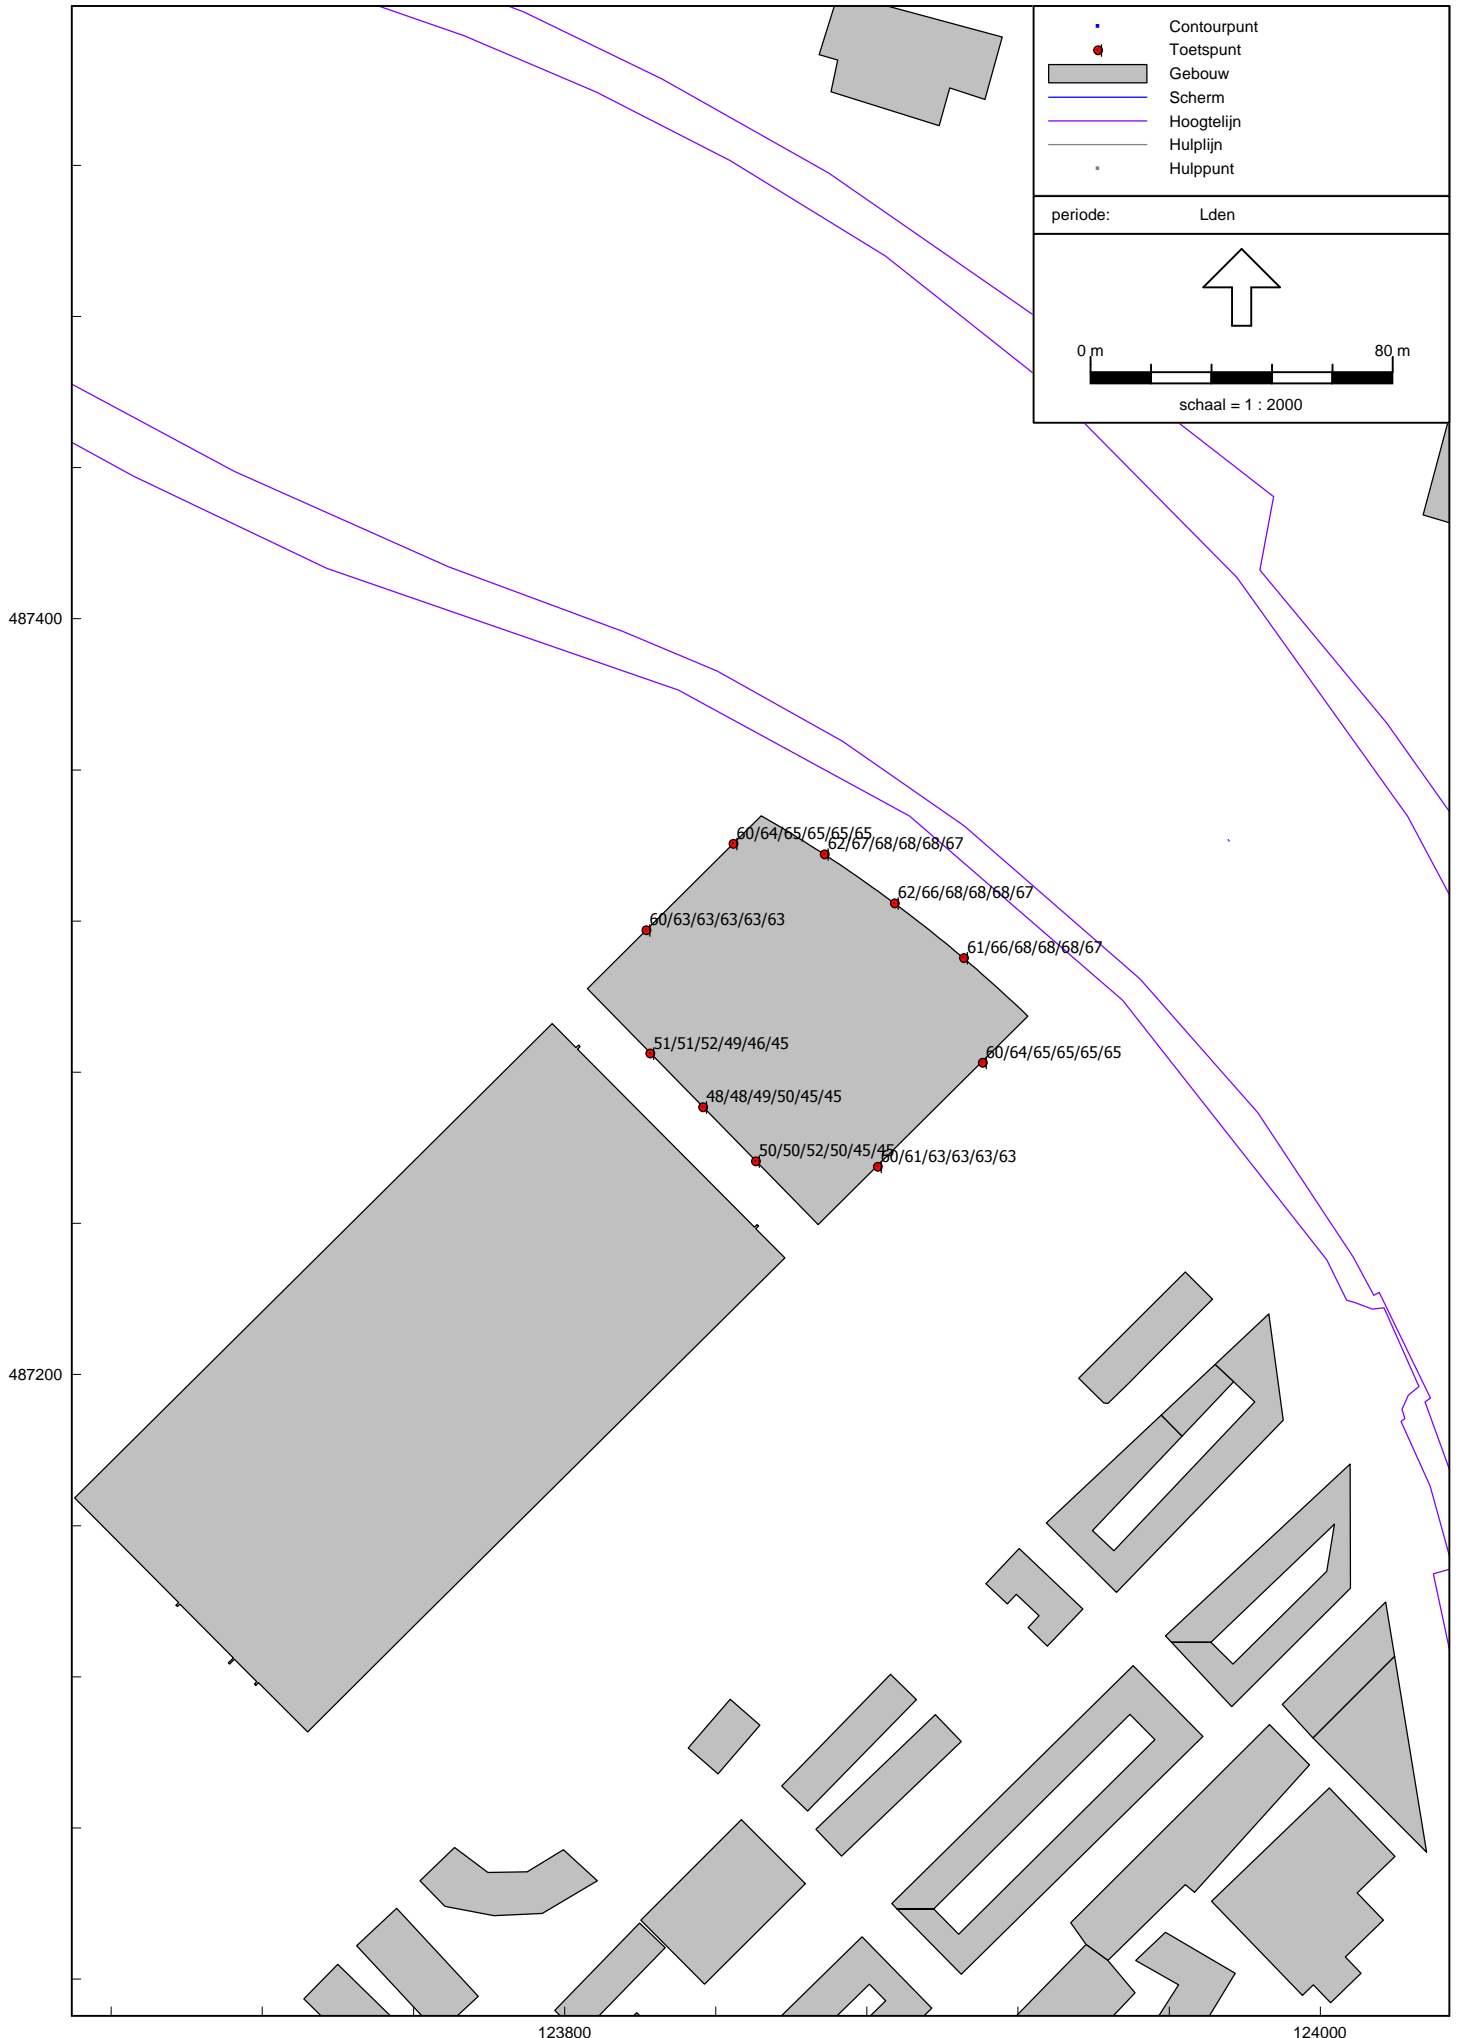 Contourpunt
Toetspunt
Gebouw
Scherm
Hoogtelijn
Hulplijn
Hulppunt
periode: Lden
0 m 80 m
schaal = 1 : 2000
487400
60/64/65/65/65/65
62/67/68/68/68/67
62/66/68/68/68/67
60/63/63/63/63/63
61/66/68/68/68/67
51/51/52/49/46/45
60/64/65/65/65/65
48/48/49/50/45/45
50/50/52/50/45/45
60/61/63/63/63/63
487200
123800 124000